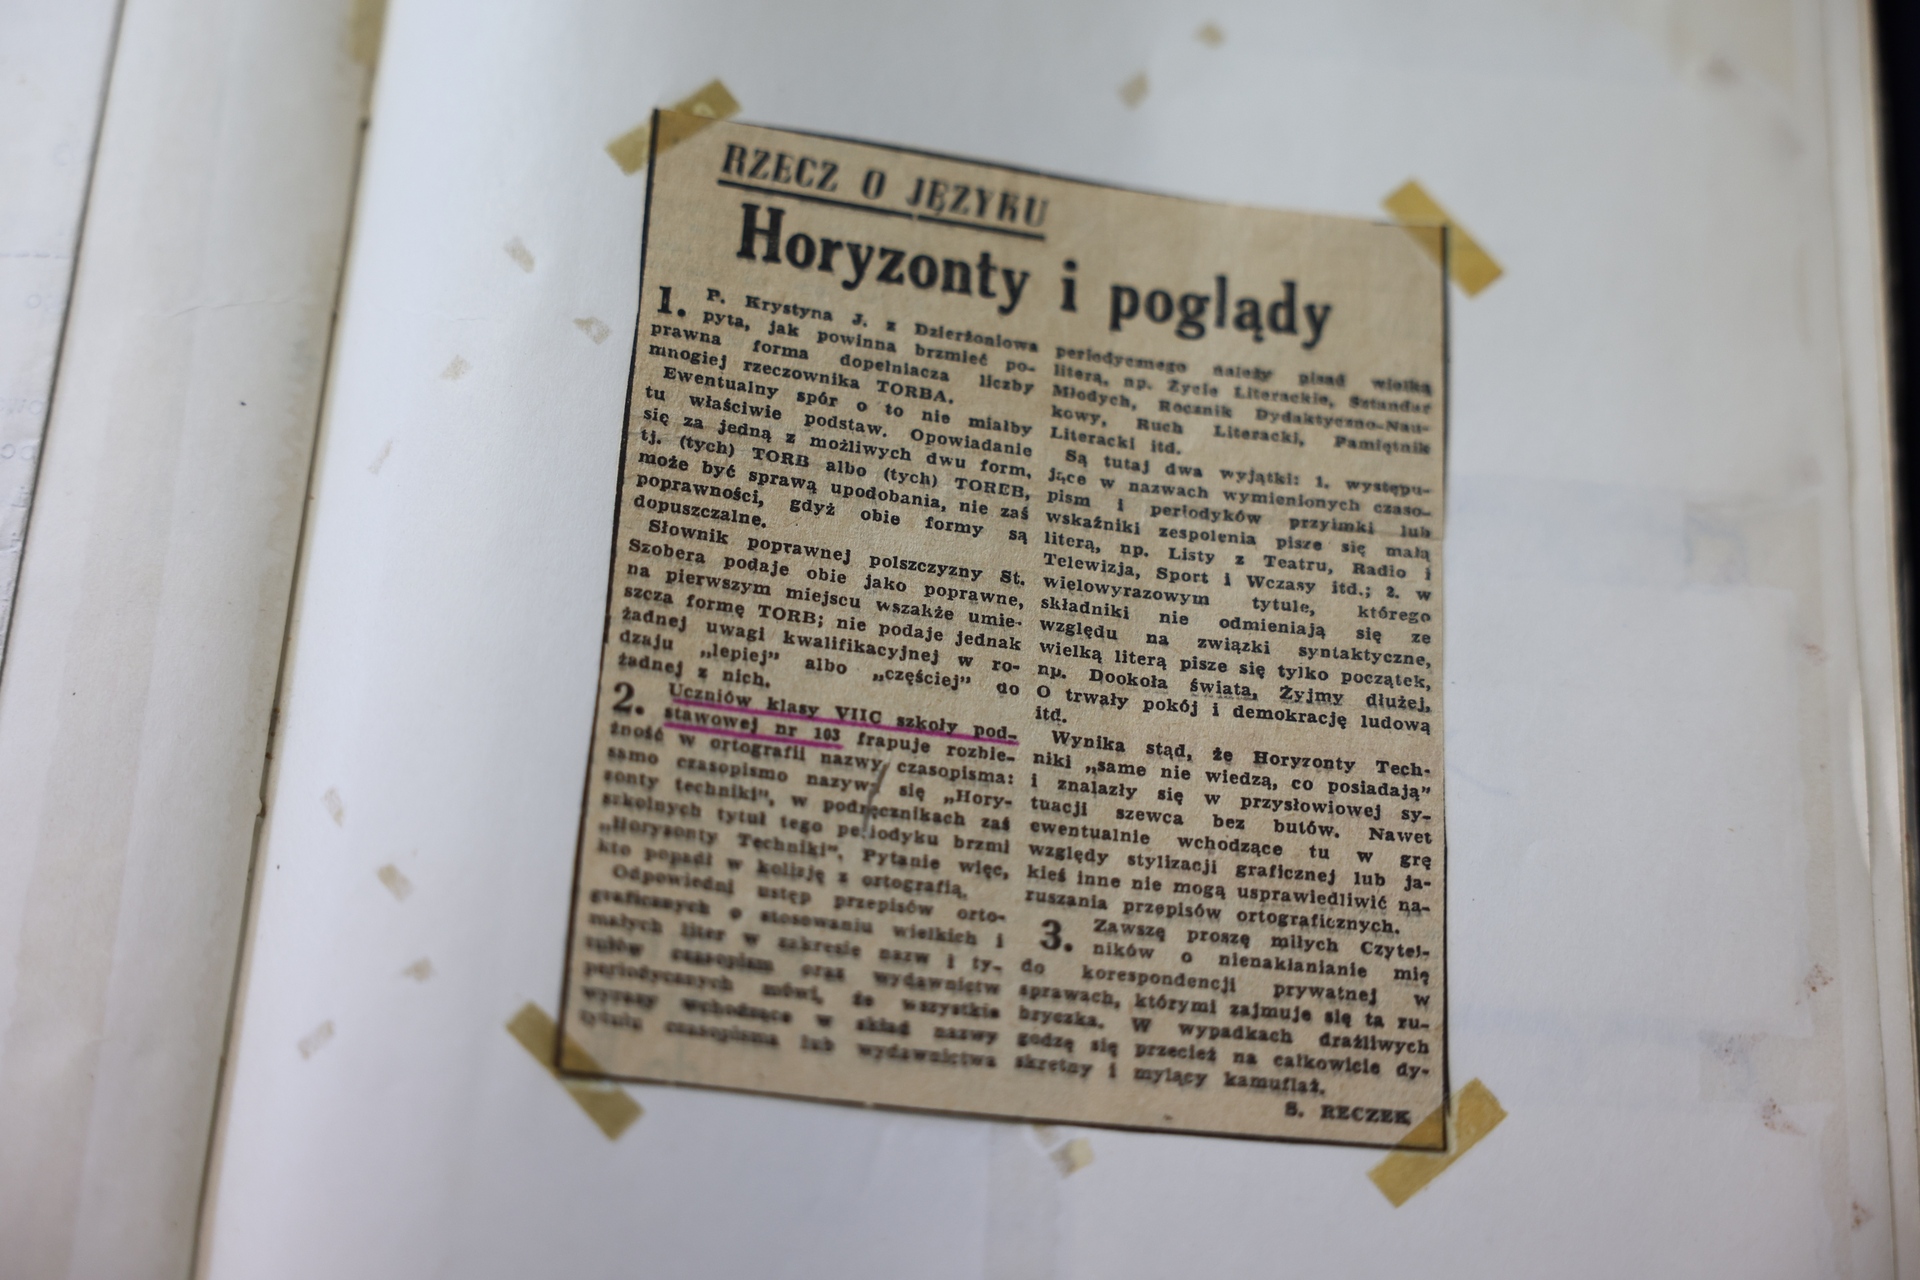 RZECZ O JĘZYKU
Horyzonty i poglądy
1. P. Krystyna J. z Dzierżoniowa
pyta, jak powinna brzmieć po-
prawna forma dopełniacza liczby
mnogiej rzeczownika TORBA.
Ewentualny spór o to nie miałby
tu właściwie podstaw. Opowiadanie
się za jedną z możliwych dwu form,
tj. (tych) TORB albo (tych) TOREB,
może być sprawą upodobania, nie zaś
poprawności, gdyż obie formy są
dopuszczalne.
Słownik poprawnej polszczyzny St.
Szobera podaje obie jako poprawne,
na pierwszym miejscu wszakże umie-
szcza formę TORB; nie podaje jednak
żadnej uwagi kwalifikacyjnej w ro-
dzaju „lepiej” albo „częściej” do
żadnej z nich.
2. Uczniów klasy VIIC szkoły pod-
stawowej nr 103 frapuje rozbie-
żność w ortografii nazwy czasopisma:
samo czasopismo nazywa się „Hory-
zonty techniki”, w podręcznikach zaś
szkolnych tytuł tego periodyku brzmi
„Horyzonty Techniki”. Pytanie więc,
kto popadł w kolizję z ortografią.
Odpowiedni ustęp przepisów orto-
graficznych o stosowaniu wielkich i
małych liter w zakresie nazw i ty-
tułów czasopism oraz wydawnictw
periodycznych mówi, że wszystkie
wyrazy wchodzące w skład nazwy
tytułu czasopisma lub wydawnictwa
periodycznego należy pisać wielką
literą, np. Życie Literackie, Sztandar
Młodych, Rocznik Dydaktyczno-Nau-
kowy, Ruch Literacki, Pamiętnik
Literacki itd.
Są tutaj dwa wyjątki: 1. występu-
jące w nazwach wymienionych czaso-
pism i periodyków przyimki lub
wskaźniki zespolenia pisze się małą
literą, np. Listy z Teatru, Radio i
Telewizja, Sport i Wczasy itd.; 2. w
wielowyrazowym tytule, którego
składniki nie odmieniają się ze
względu na związki syntaktyczne,
wielką literą pisze się tylko początek,
np. Dookoła świata, Żyjmy dłużej,
O trwały pokój i demokrację ludową
itd.
Wynika stąd, że Horyzonty Tech-
niki „same nie wiedzą, co posiadają”
i znalazły się w przysłowiowej sy-
tuacji szewca bez butów. Nawet
ewentualnie wchodzące tu w grę
względy stylizacji graficznej lub ja-
kieś inne nie mogą usprawiedliwić na-
ruszania przepisów ortograficznych.
3. Zawszę proszę miłych Czytel-
ników o nienakłanianie mię
do korespondencji prywatnej w
sprawach, którymi zajmuje się ta ru-
bryczka. W wypadkach drażliwych
godzę się przecież na całkowicie dy-
skretny i mylący kamuflaż.
S. RECZEK